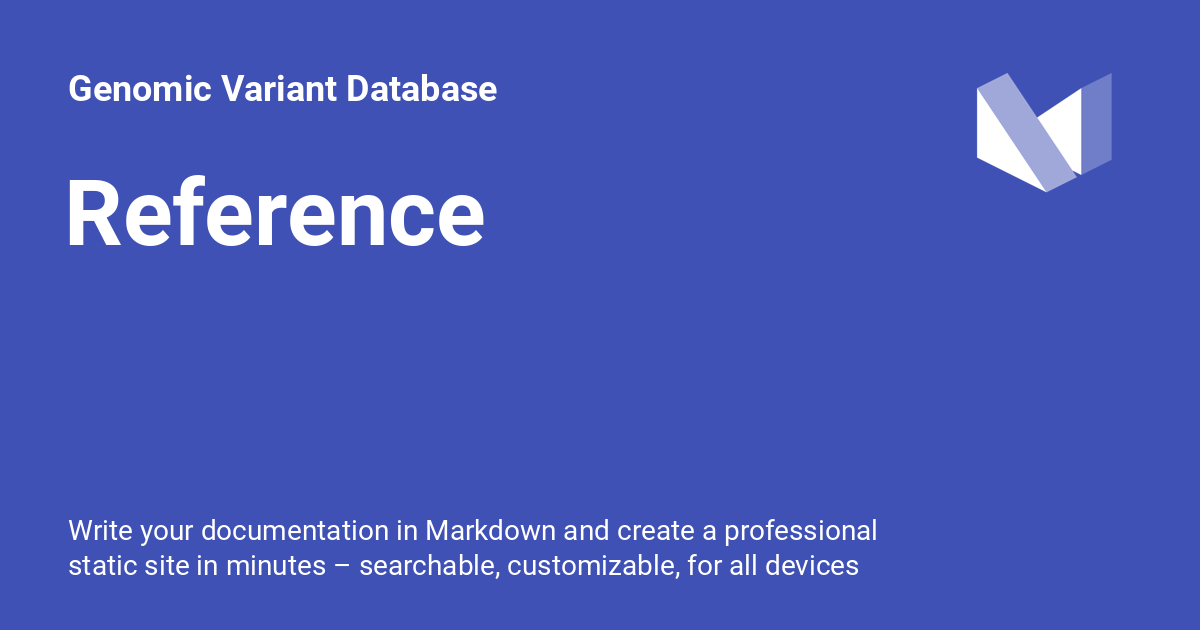 Genomic Variant Database
Reference
Write your documentation in Markdown and create a professional
static site in minutes – searchable, customizable, for all devices